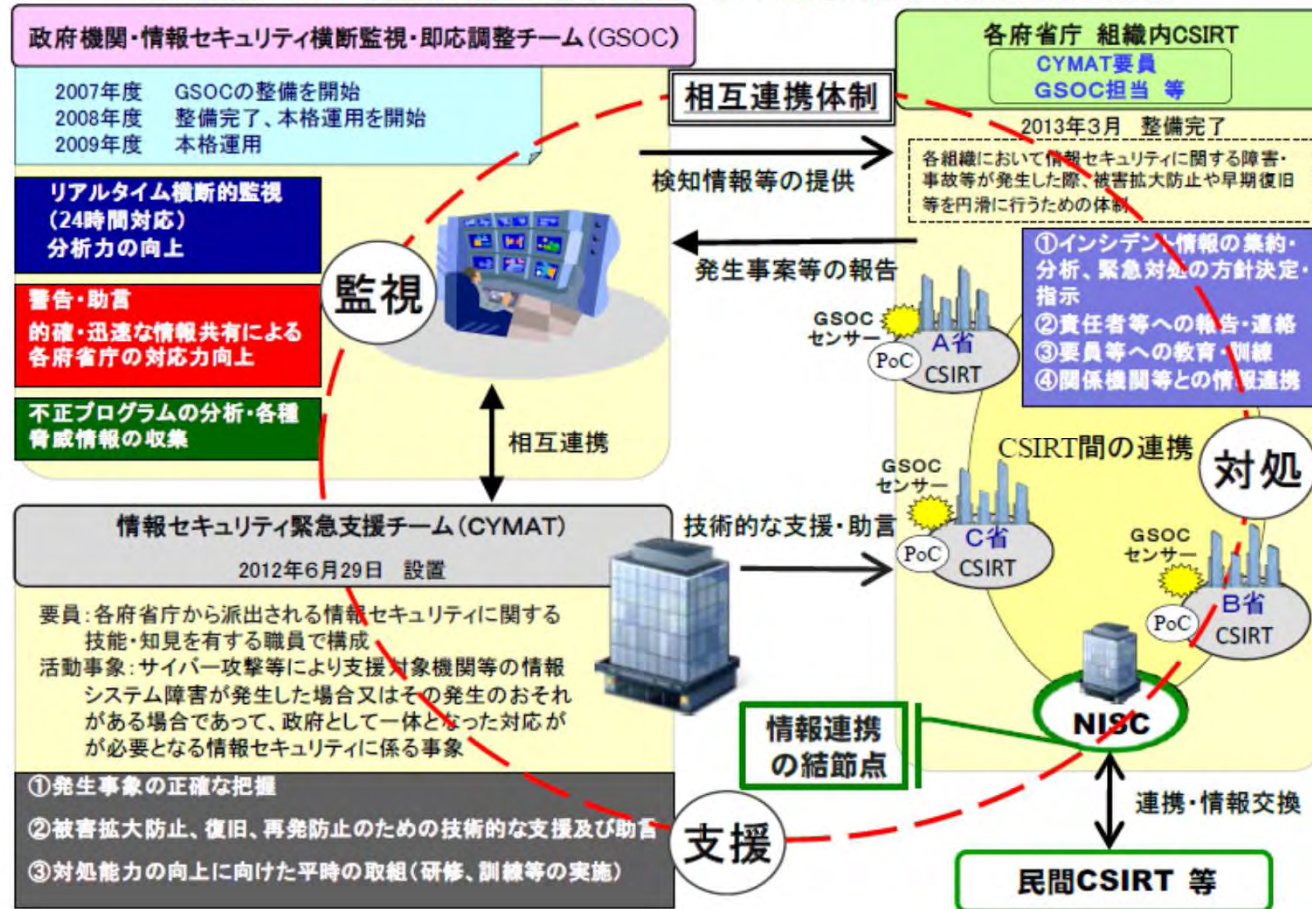 政府機関・情報セキュリティ横断監視・即応調整チーム(GSOC)
2007年度 GSOCの整備を開始
2008年度 整備完了、本格運用を開始
2009年度 本格運用
リアルタイム横断的監視
(24時間対応)
分析力の向上
警告・助言
的確・迅速な情報共有による
各府省庁の対応力向上
不正プログラムの分析・各種
脅威情報の収集
監視
相互連携体制
検知情報等の提供
発生事案等の報告
相互連携
各府省庁 組織内CSIRT
CYMAT要員
GSOC担当 等
2013年3月 整備完了
各組織において情報セキュリティに関する障害・
事故等が発生した際、被害拡大防止や早期復旧
等を円滑に行うための体制
①インシデント情報の集約・
分析、緊急対処の方針決定・
指示
②責任者等への報告・連絡
③要員等への教育・訓練
④関係機関等との情報連携
GSOC
センサー
A省
PoC
CSIRT
CSIRT間の連携
対処
GSOC
センサー
C省
PoC
CSIRT
GSOC
センサー
B省
PoC
CSIRT
情報セキュリティ緊急支援チーム(CYMAT)
2012年6月29日 設置
要員:各府省庁から派出される情報セキュリティに関する
技能・知見を有する職員で構成
活動事象:サイバー攻撃等により支援対象機関等の情報
システム障害が発生した場合又はその発生のおそれ
がある場合であって、政府として一体となった対応が
が必要となる情報セキュリティに係る事象
①発生事象の正確な把握
②被害拡大防止、復旧、再発防止のための技術的な支援及び助言
③対処能力の向上に向けた平時の取組(研修、訓練等の実施)
技術的な支援・助言
支援
情報連携
の結節点
NISC
連携・情報交換
民間CSIRT 等